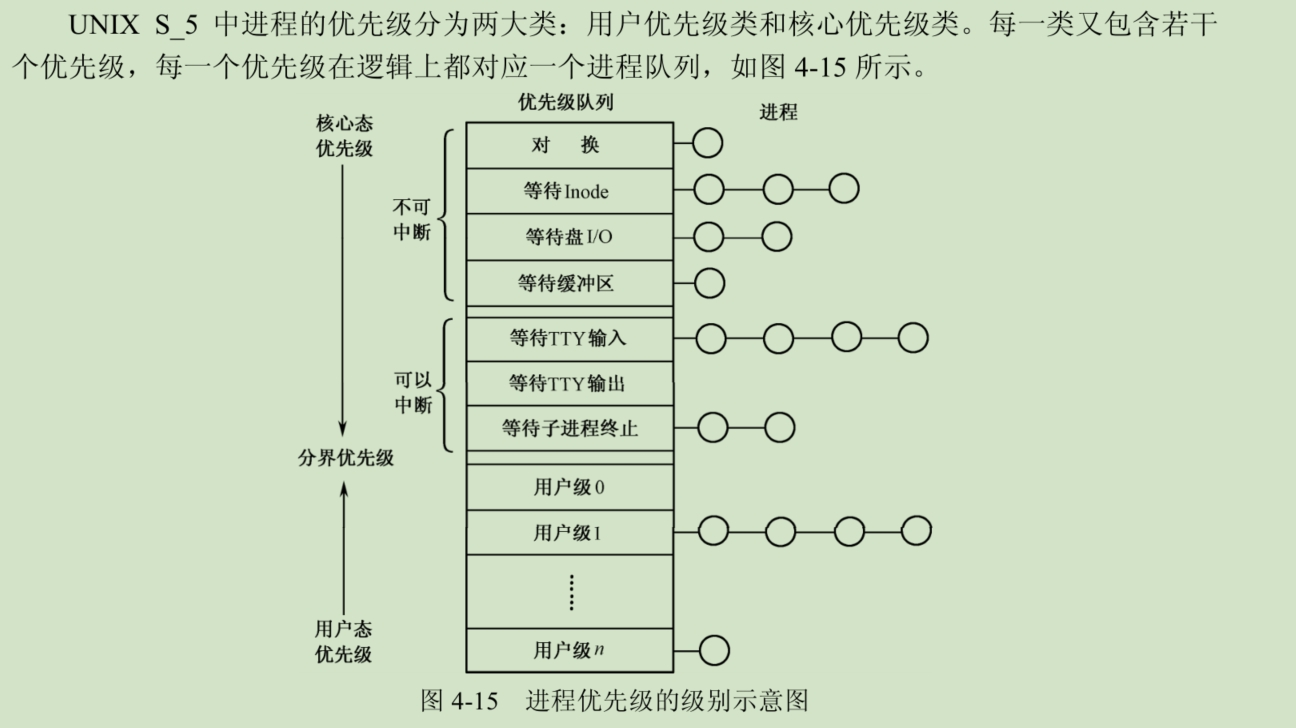 UNIX S_5 中进程的优先级分为两大类：用户优先级类和核心优先级类。每一类又包含若干
个优先级，每一个优先级在逻辑上都对应一个进程队列，如图 4-15 所示。
优先级队列
进程
核心态
优先级
对 换
等待Inode
不可
中断
等待盘I/O
等待缓冲区
等待TTY输入
可以
中断
等待TTY输出
等待子进程终止
分界优先级
用户级0
用户级1
用户态
优先级
用户级n
图 4-15 进程优先级的级别示意图